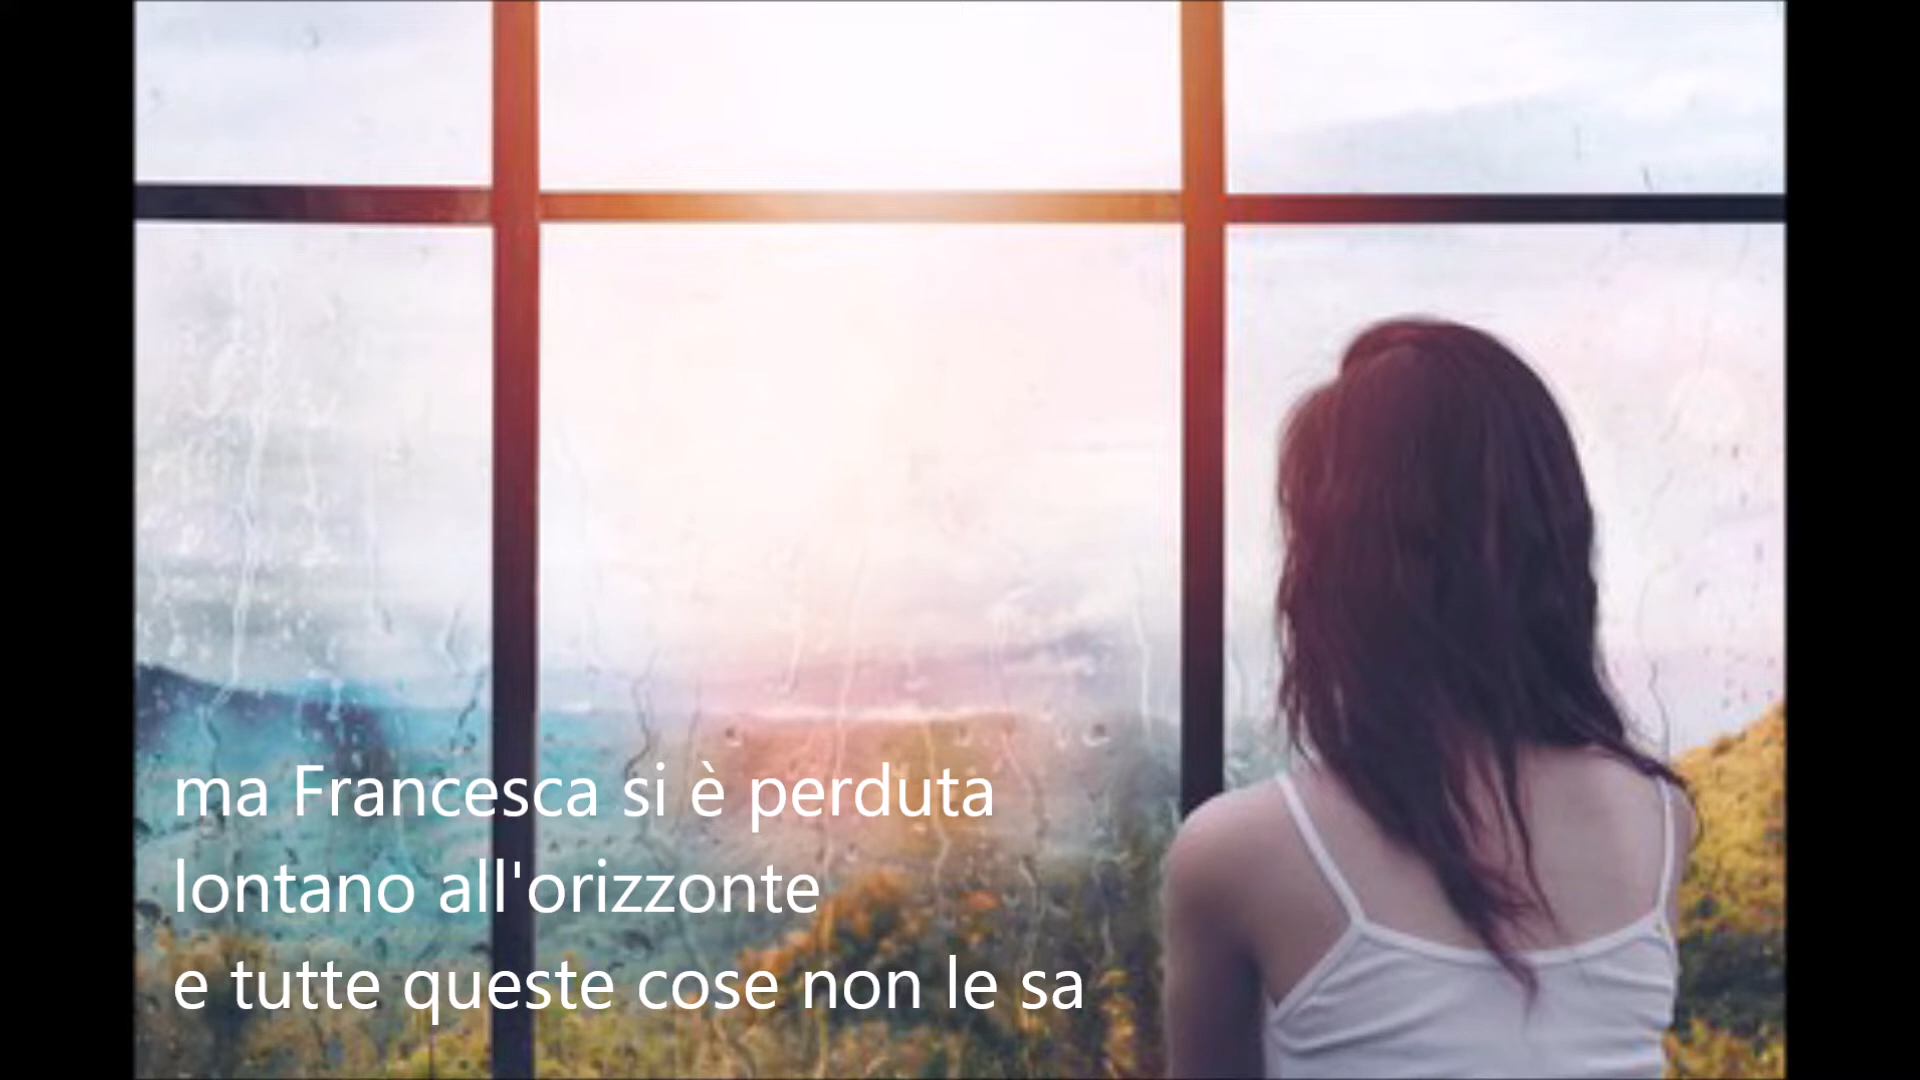 ma Francesca si è perduta
lontano all'orizzonte
e tutte queste cose non le sa